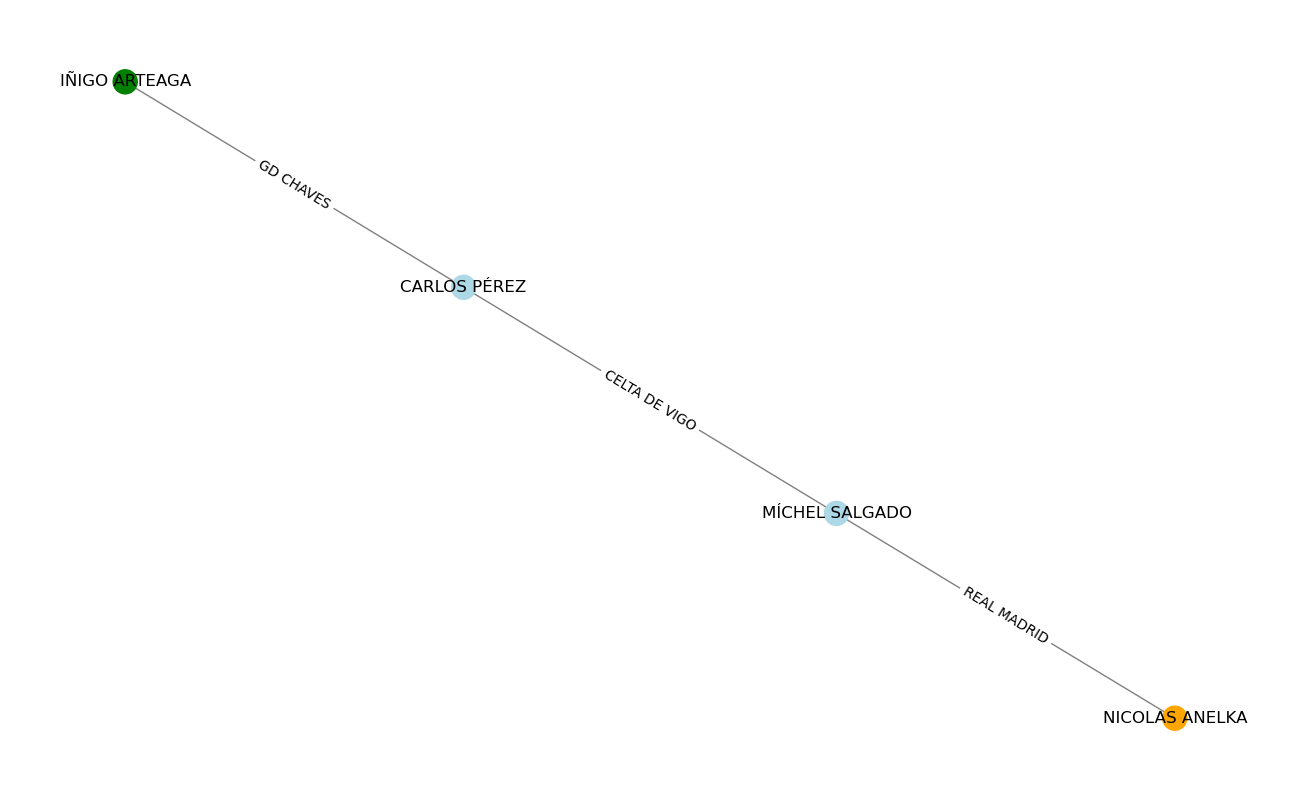 IÑIGO ARTEAGA
GD CHAVES
CARLOS PÉREZ
CELTA DE VIGO
MÍCHEL SALGADO
REAL MADRID
NICOLAS ANELKA